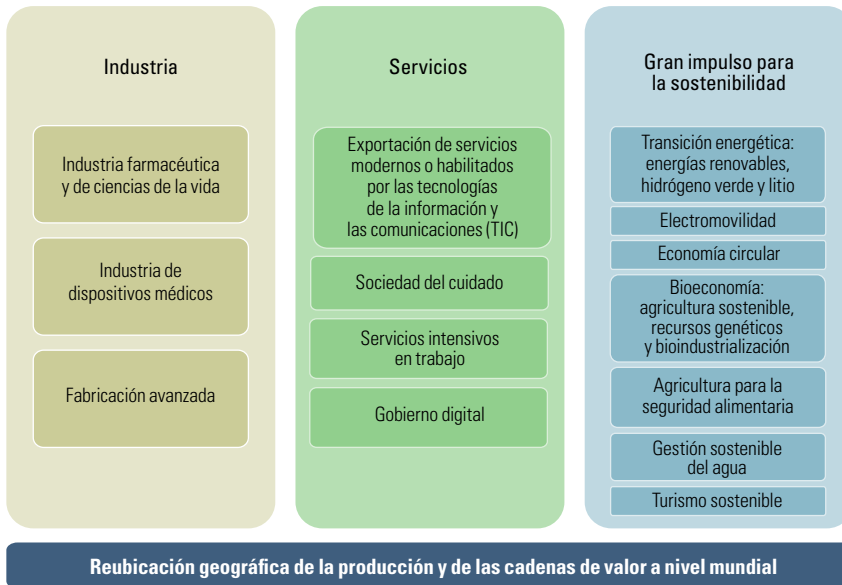 Industria
Industria farmacéutica
y de ciencias de la vida
Industria de
dispositivos médicos
Fabricación avanzada
Servicios
Exportación de servicios
modernos o habilitados
por las tecnologías
de la información y
las comunicaciones (TIC)
Sociedad del cuidado
Servicios intensivos
en trabajo
Gobierno digital
Gran impulso para
la sostenibilidad
Transición energética:
energías renovables,
hidrógeno verde y litio
Electromovilidad
Economía circular
Bioeconomía:
agricultura sostenible,
recursos genéticos
y bioindustrialización
Agricultura para la
seguridad alimentaria
Gestión sostenible
del agua
Turismo sostenible
Reubicación geográfica de la producción y de las cadenas de valor a nivel mundial